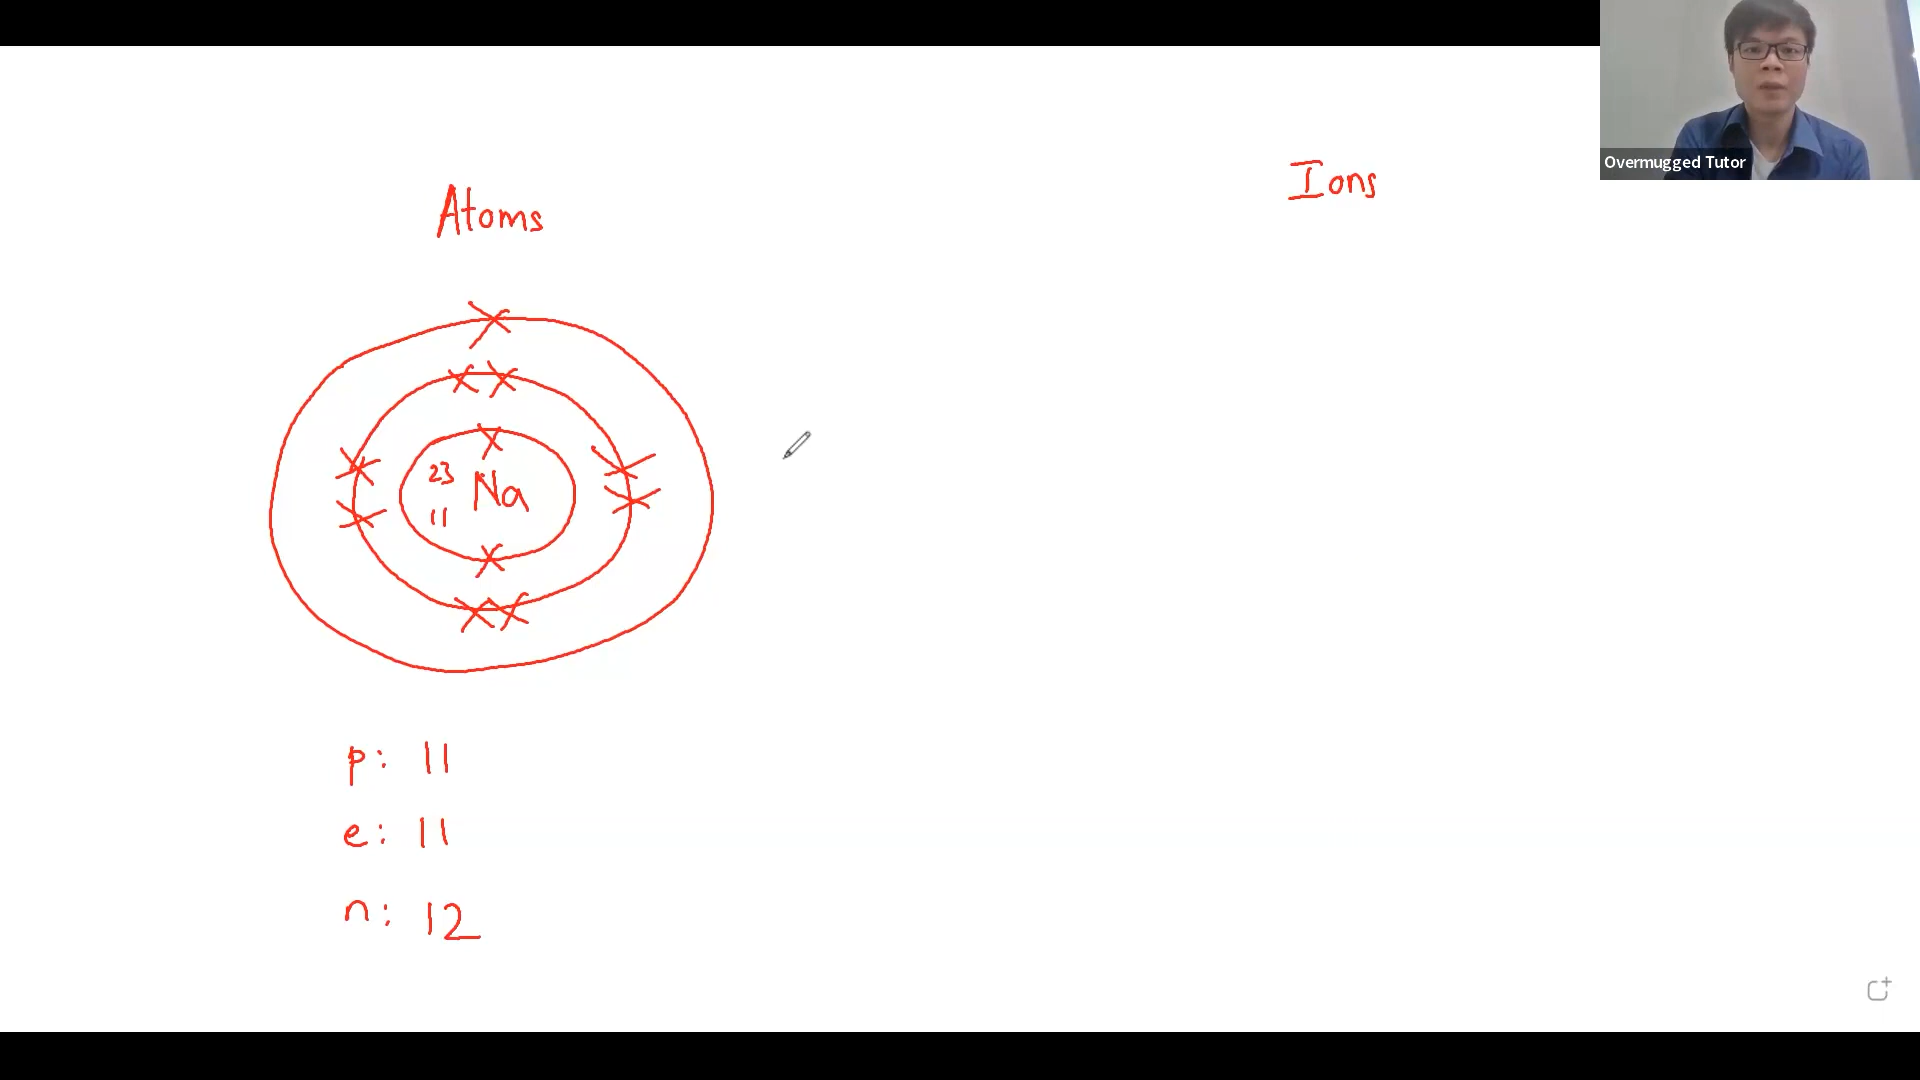 Overmugged Tutor
Atoms
Ions
23
Na
11
p: 11
e: 11
n: 12